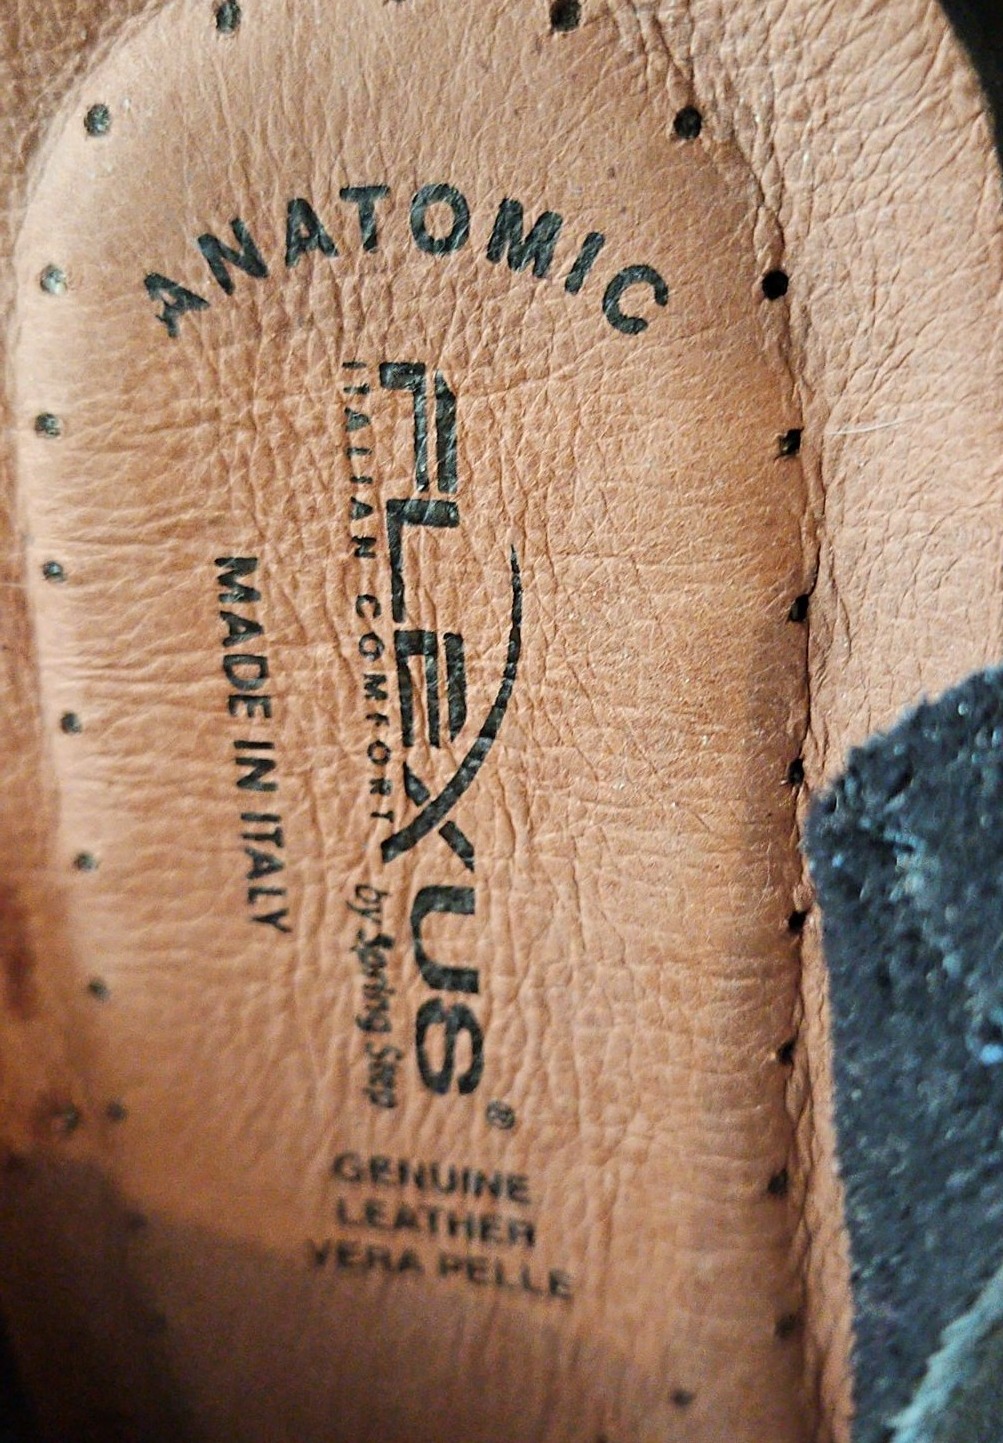 ANATOMIC
FLEXUS®
ITALIAN COMFORT by Spring Step
MADE IN ITALY
GENUINE
LEATHER
VERA PELLE